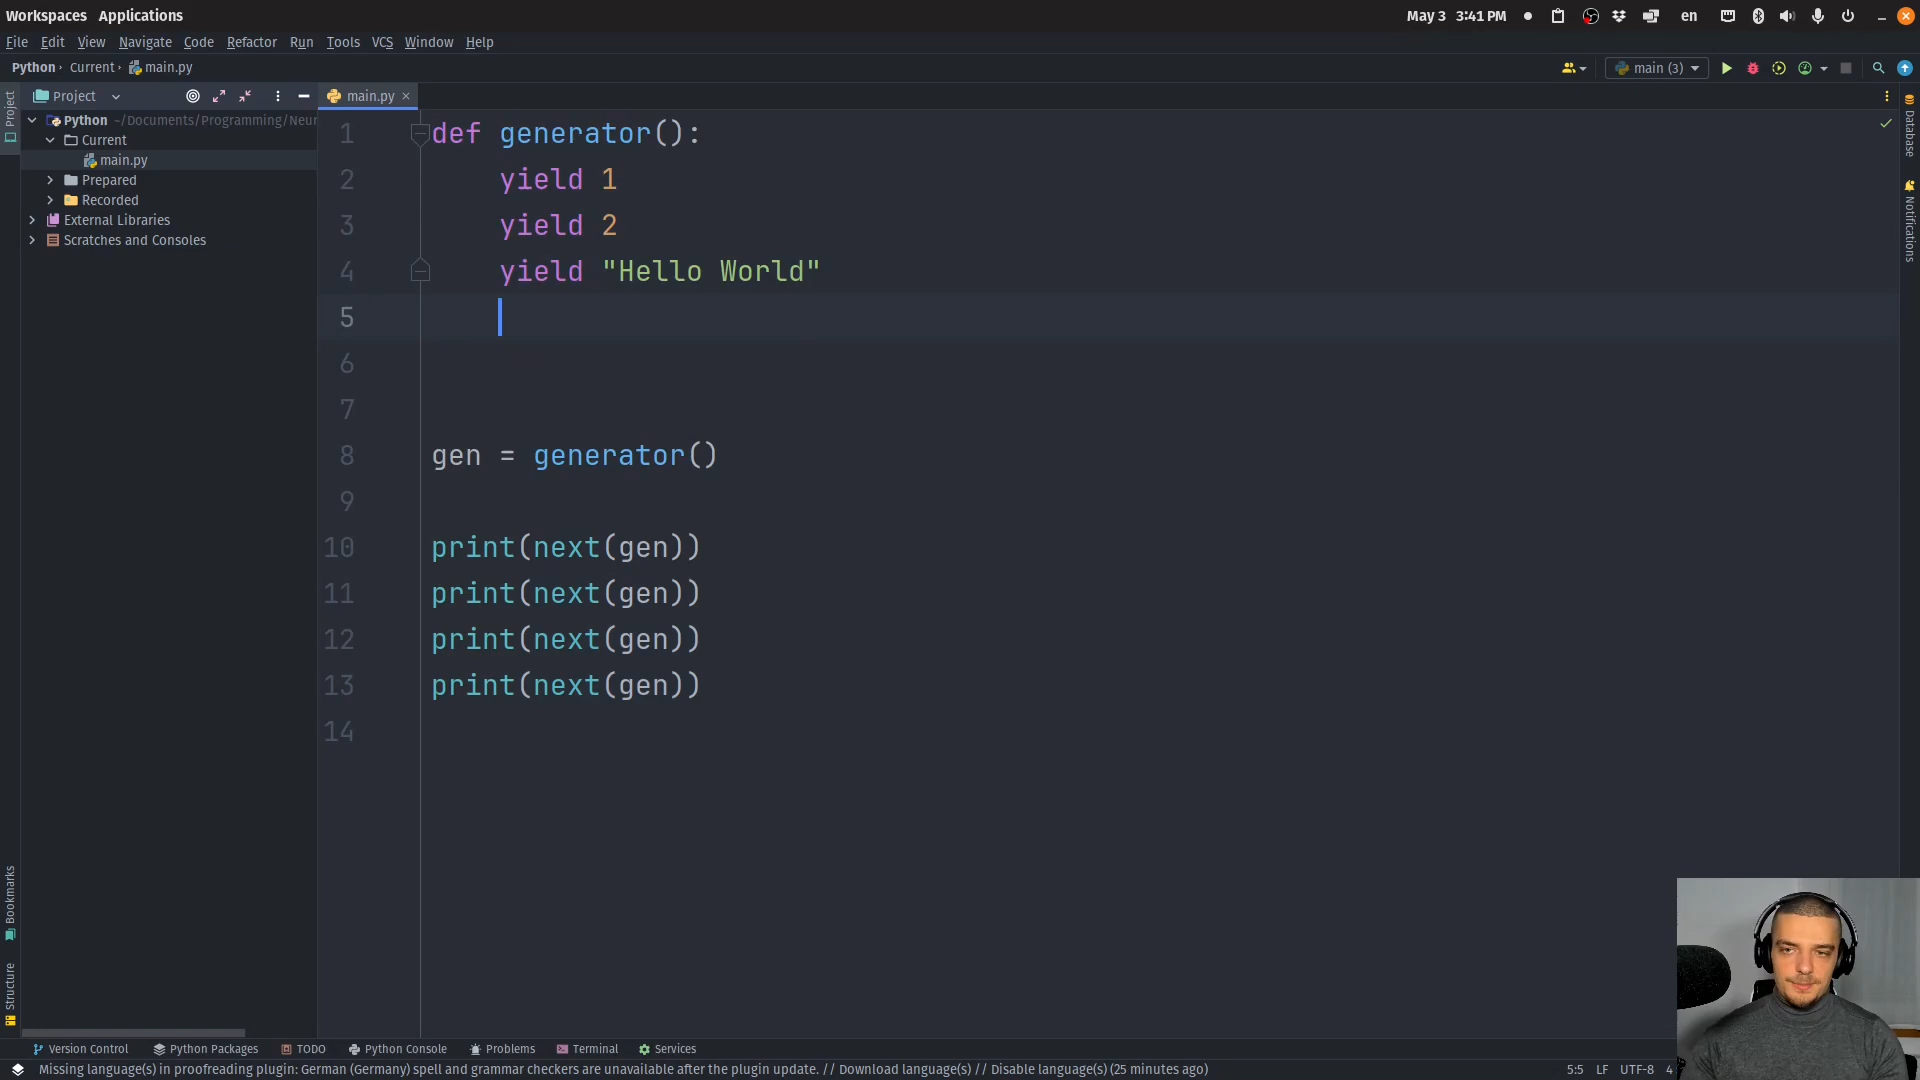 Workspaces Applications
May 3 3:41 PM
en
File Edit View Navigate Code Refactor Run Tools VCS Window Help
Python › Current › main.py
main (3)
Project
Project
main.py
Python ~/Documents/Programming/Neur
Current
main.py
Prepared
Recorded
External Libraries
Scratches and Consoles
1 def generator():
2 yield 1
3 yield 2
4 yield "Hello World"
5
6
7
8 gen = generator()
9
10 print(next(gen))
11 print(next(gen))
12 print(next(gen))
13 print(next(gen))
14
Database
Notifications
Bookmarks
Structure
Version Control Python Packages TODO Python Console Problems Terminal Services
Missing language(s) in proofreading plugin: German (Germany) spell and grammar checkers are unavailable after the plugin update. // Download language(s) // Disable language(s) (25 minutes ago)
5:5 LF UTF-8 4